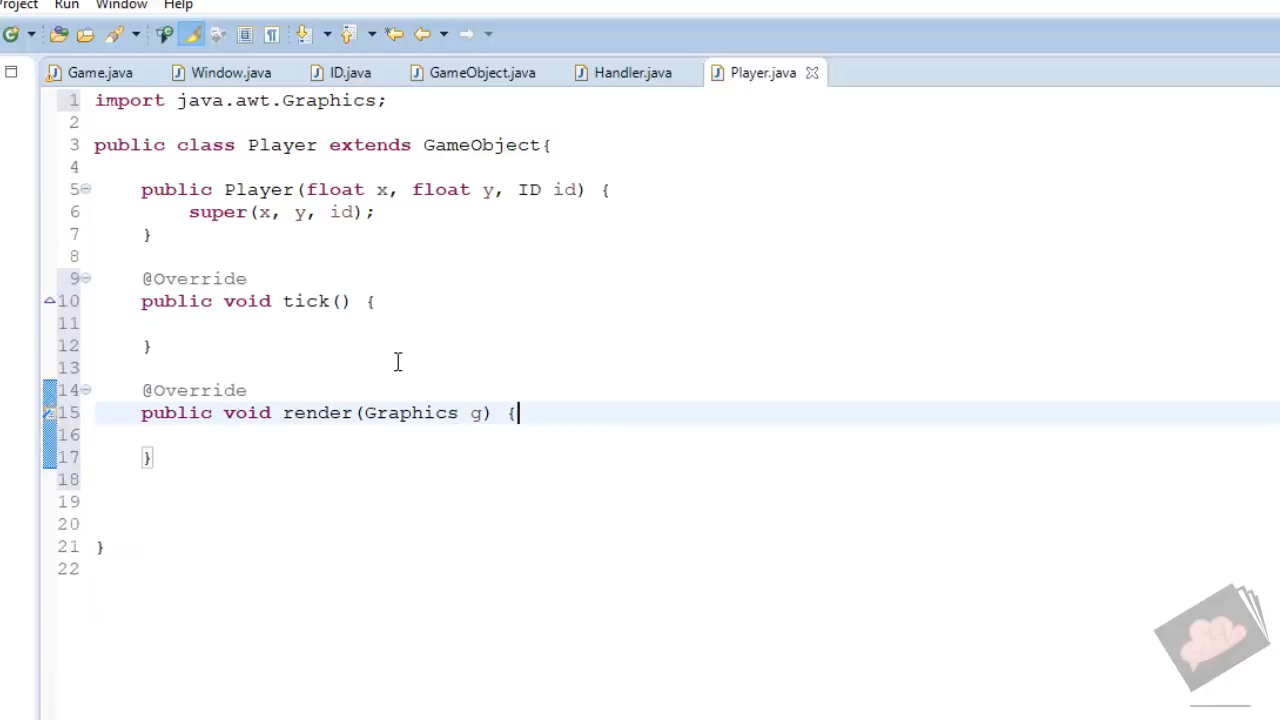 Project Run Window Help
Game.java Window.java ID.java GameObject.java Handler.java Player.java
1 import java.awt.Graphics;
2
3 public class Player extends GameObject{
4
5 public Player(float x, float y, ID id) {
6 super(x, y, id);
7 }
8
9 @Override
10 public void tick() {
11
12 }
13
14 @Override
15 public void render(Graphics g) {
16
17 }
18
19
20
21 }
22